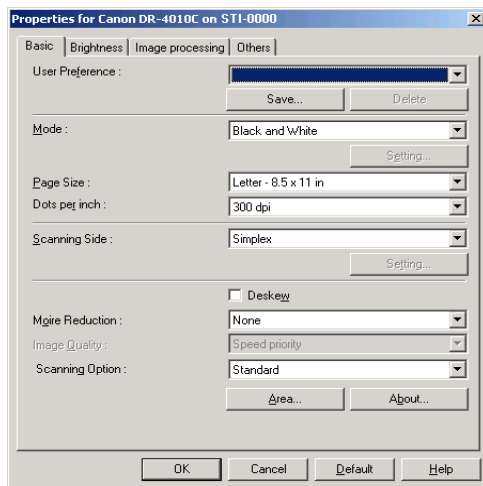 Properties for Canon DR-4010C on STI-0000
Basic Brightness Image processing Others
User Preference :
Save... Delete
Mode : Black and White
Setting...
Page Size : Letter - 8.5 x 11 in
Dots per inch : 300 dpi
Scanning Side : Simplex
Setting...
Deskew
Moire Reduction : None
Image Quality : Speed priority
Scanning Option : Standard
Area... About...
OK Cancel Default Help